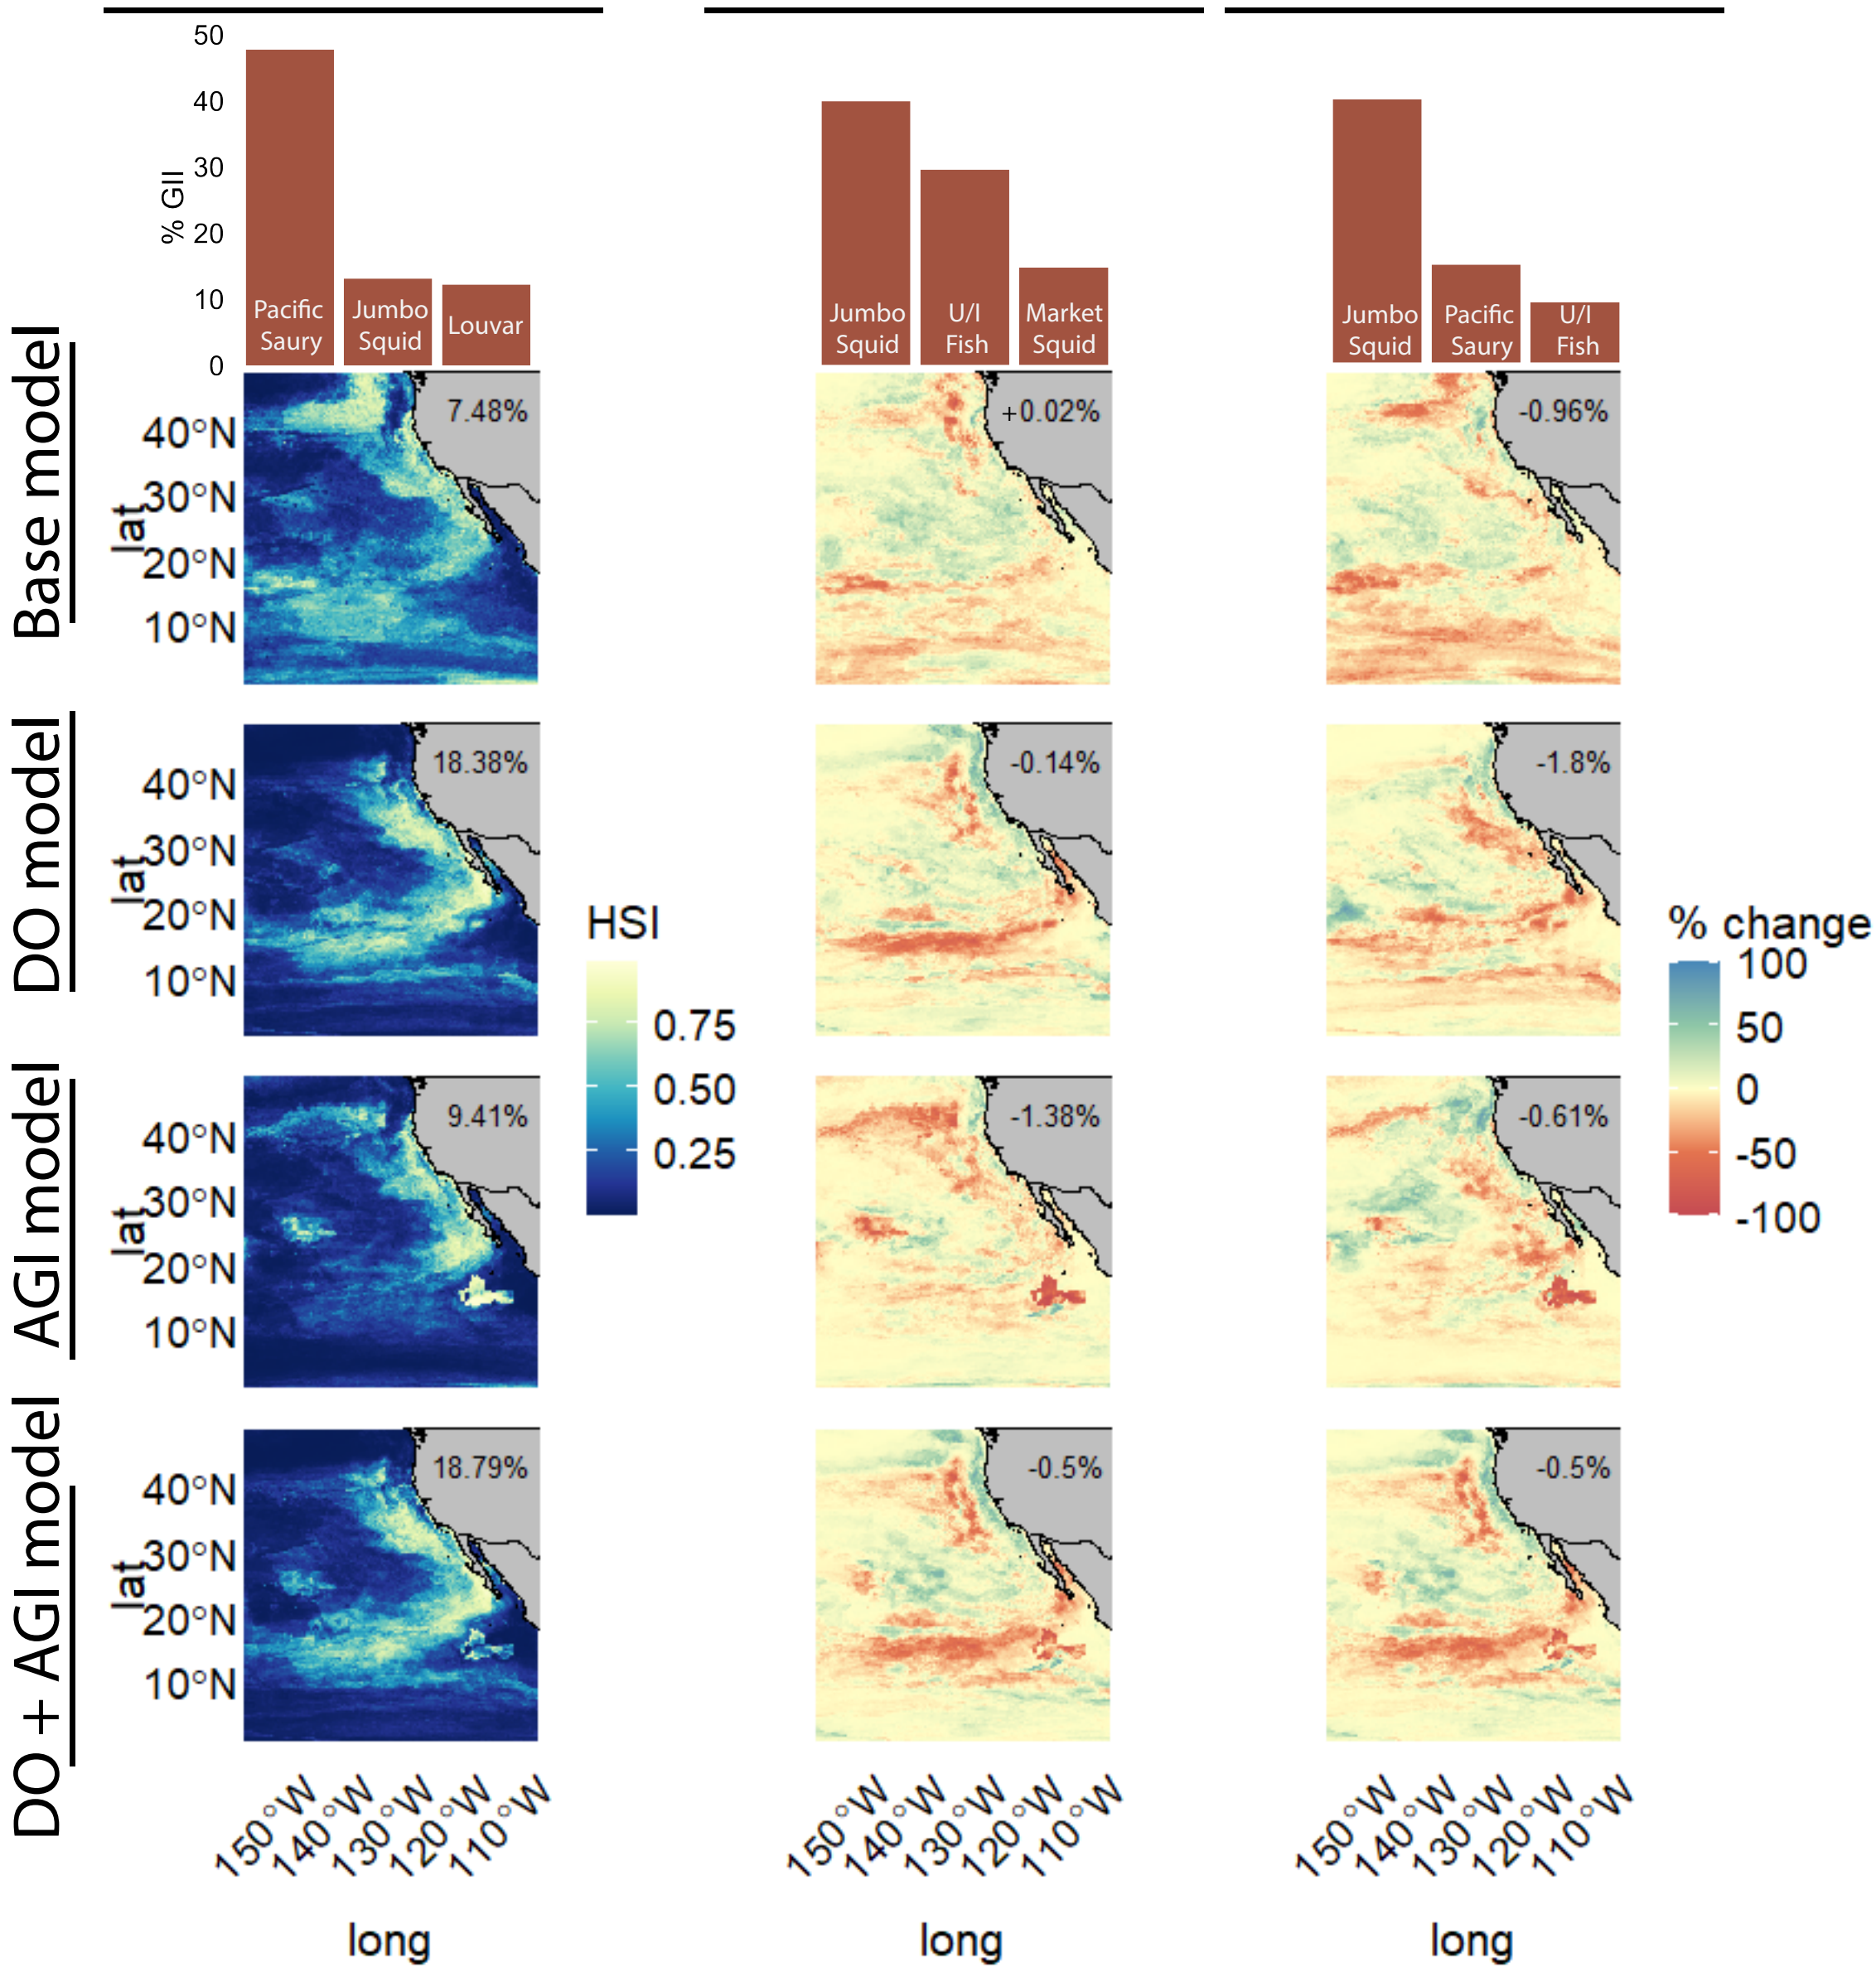 50
40
30
20
10
0
% GII
Pacific
Saury
Jumbo
Squid
Louvar
Jumbo
Squid
U/I
Fish
Market
Squid
Jumbo
Squid
Pacific
Saury
U/I
Fish
Base model
lat
40°N
30°N
20°N
10°N
7.48%
+0.02%
-0.96%
DO model
lat
40°N
30°N
20°N
10°N
18.38%
-0.14%
-1.8%
HSI
0.75
0.50
0.25
% change
100
50
0
-50
-100
AGI model
lat
40°N
30°N
20°N
10°N
9.41%
-1.38%
-0.61%
DO + AGI model
lat
40°N
30°N
20°N
10°N
18.79%
-0.5%
-0.5%
150°W
140°W
130°W
120°W
110°W
150°W
140°W
130°W
120°W
110°W
150°W
140°W
130°W
120°W
110°W
long
long
long